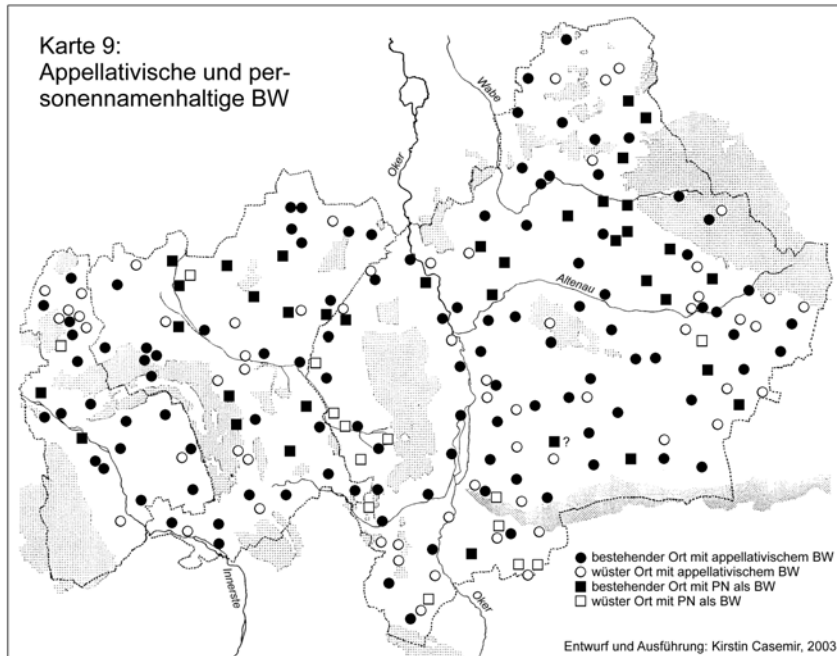 Karte 9:
Appellativische und per-
sonennamenhaltige BW
Wabe
Oker
Altenau
?
Innerste
Oker
bestehender Ort mit appellativischem BW
wüster Ort mit appellativischem BW
bestehender Ort mit PN als BW
wüster Ort mit PN als BW
Entwurf und Ausführung: Kirstin Casemir, 2003